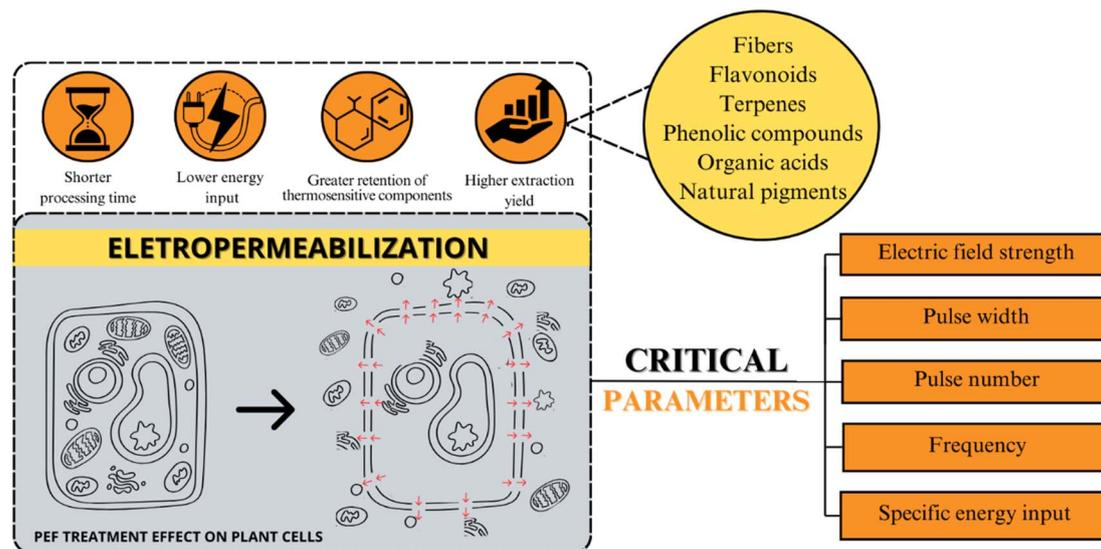 Fibers
Flavonoids
Terpenes
Phenolic compounds
Organic acids
Natural pigments
Shorter
processing time
Lower energy
input
Greater retention of
thermosensitive components
Higher extraction
yield
ELETROPERMEABILIZATION
PEF TREATMENT EFFECT ON PLANT CELLS
CRITICAL
PARAMETERS
Electric field strength
Pulse width
Pulse number
Frequency
Specific energy input